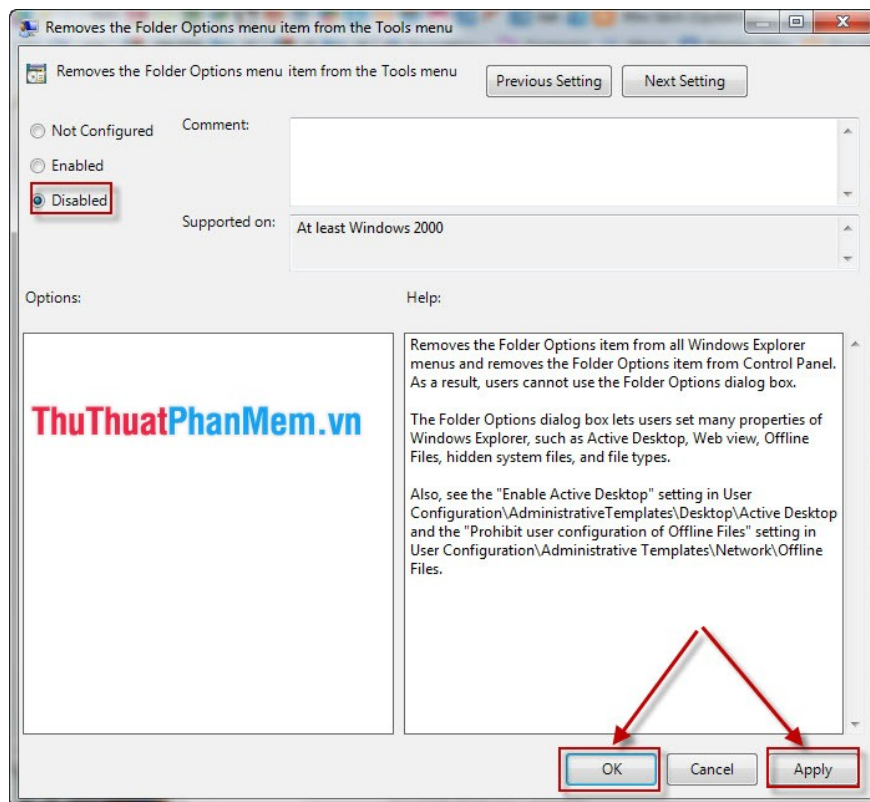 Removes the Folder Options menu item from the Tools menu
Removes the Folder Options menu item from the Tools menu
Previous Setting
Next Setting
Not Configured
Comment:
Enabled
Disabled
Supported on:
At least Windows 2000
Options:
Help:
Removes the Folder Options item from all Windows Explorer
menus and removes the Folder Options item from Control Panel.
As a result, users cannot use the Folder Options dialog box.
The Folder Options dialog box lets users set many properties of
Windows Explorer, such as Active Desktop, Web view, Offline
Files, hidden system files, and file types.
Also, see the "Enable Active Desktop" setting in User
Configuration\AdministrativeTemplates\Desktop\Active Desktop
and the "Prohibit user configuration of Offline Files" setting in
User Configuration\Administrative Templates\Network\Offline
Files.
ThuThuatPhanMem.vn
OK
Cancel
Apply